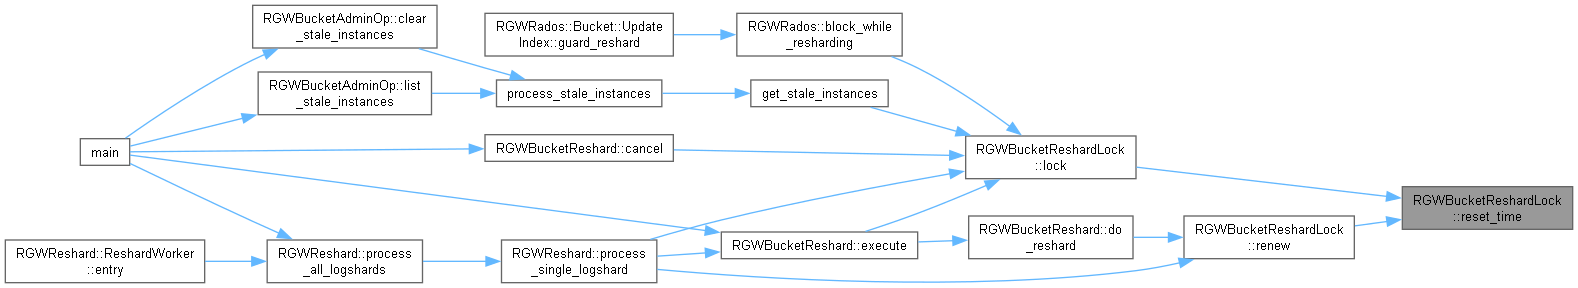 RGWBucketAdminOp::clear
_stale_instances
RGWRados::Bucket::Update
Index::guard_reshard
RGWRados::block_while
_resharding
RGWBucketAdminOp::list
_stale_instances
process_stale_instances
get_stale_instances
main
RGWBucketReshard::cancel
RGWBucketReshardLock
::lock
RGWBucketReshardLock
::reset_time
RGWReshard::ReshardWorker
::entry
RGWReshard::process
_all_logshards
RGWReshard::process
_single_logshard
RGWBucketReshard::execute
RGWBucketReshard::do
_reshard
RGWBucketReshardLock
::renew